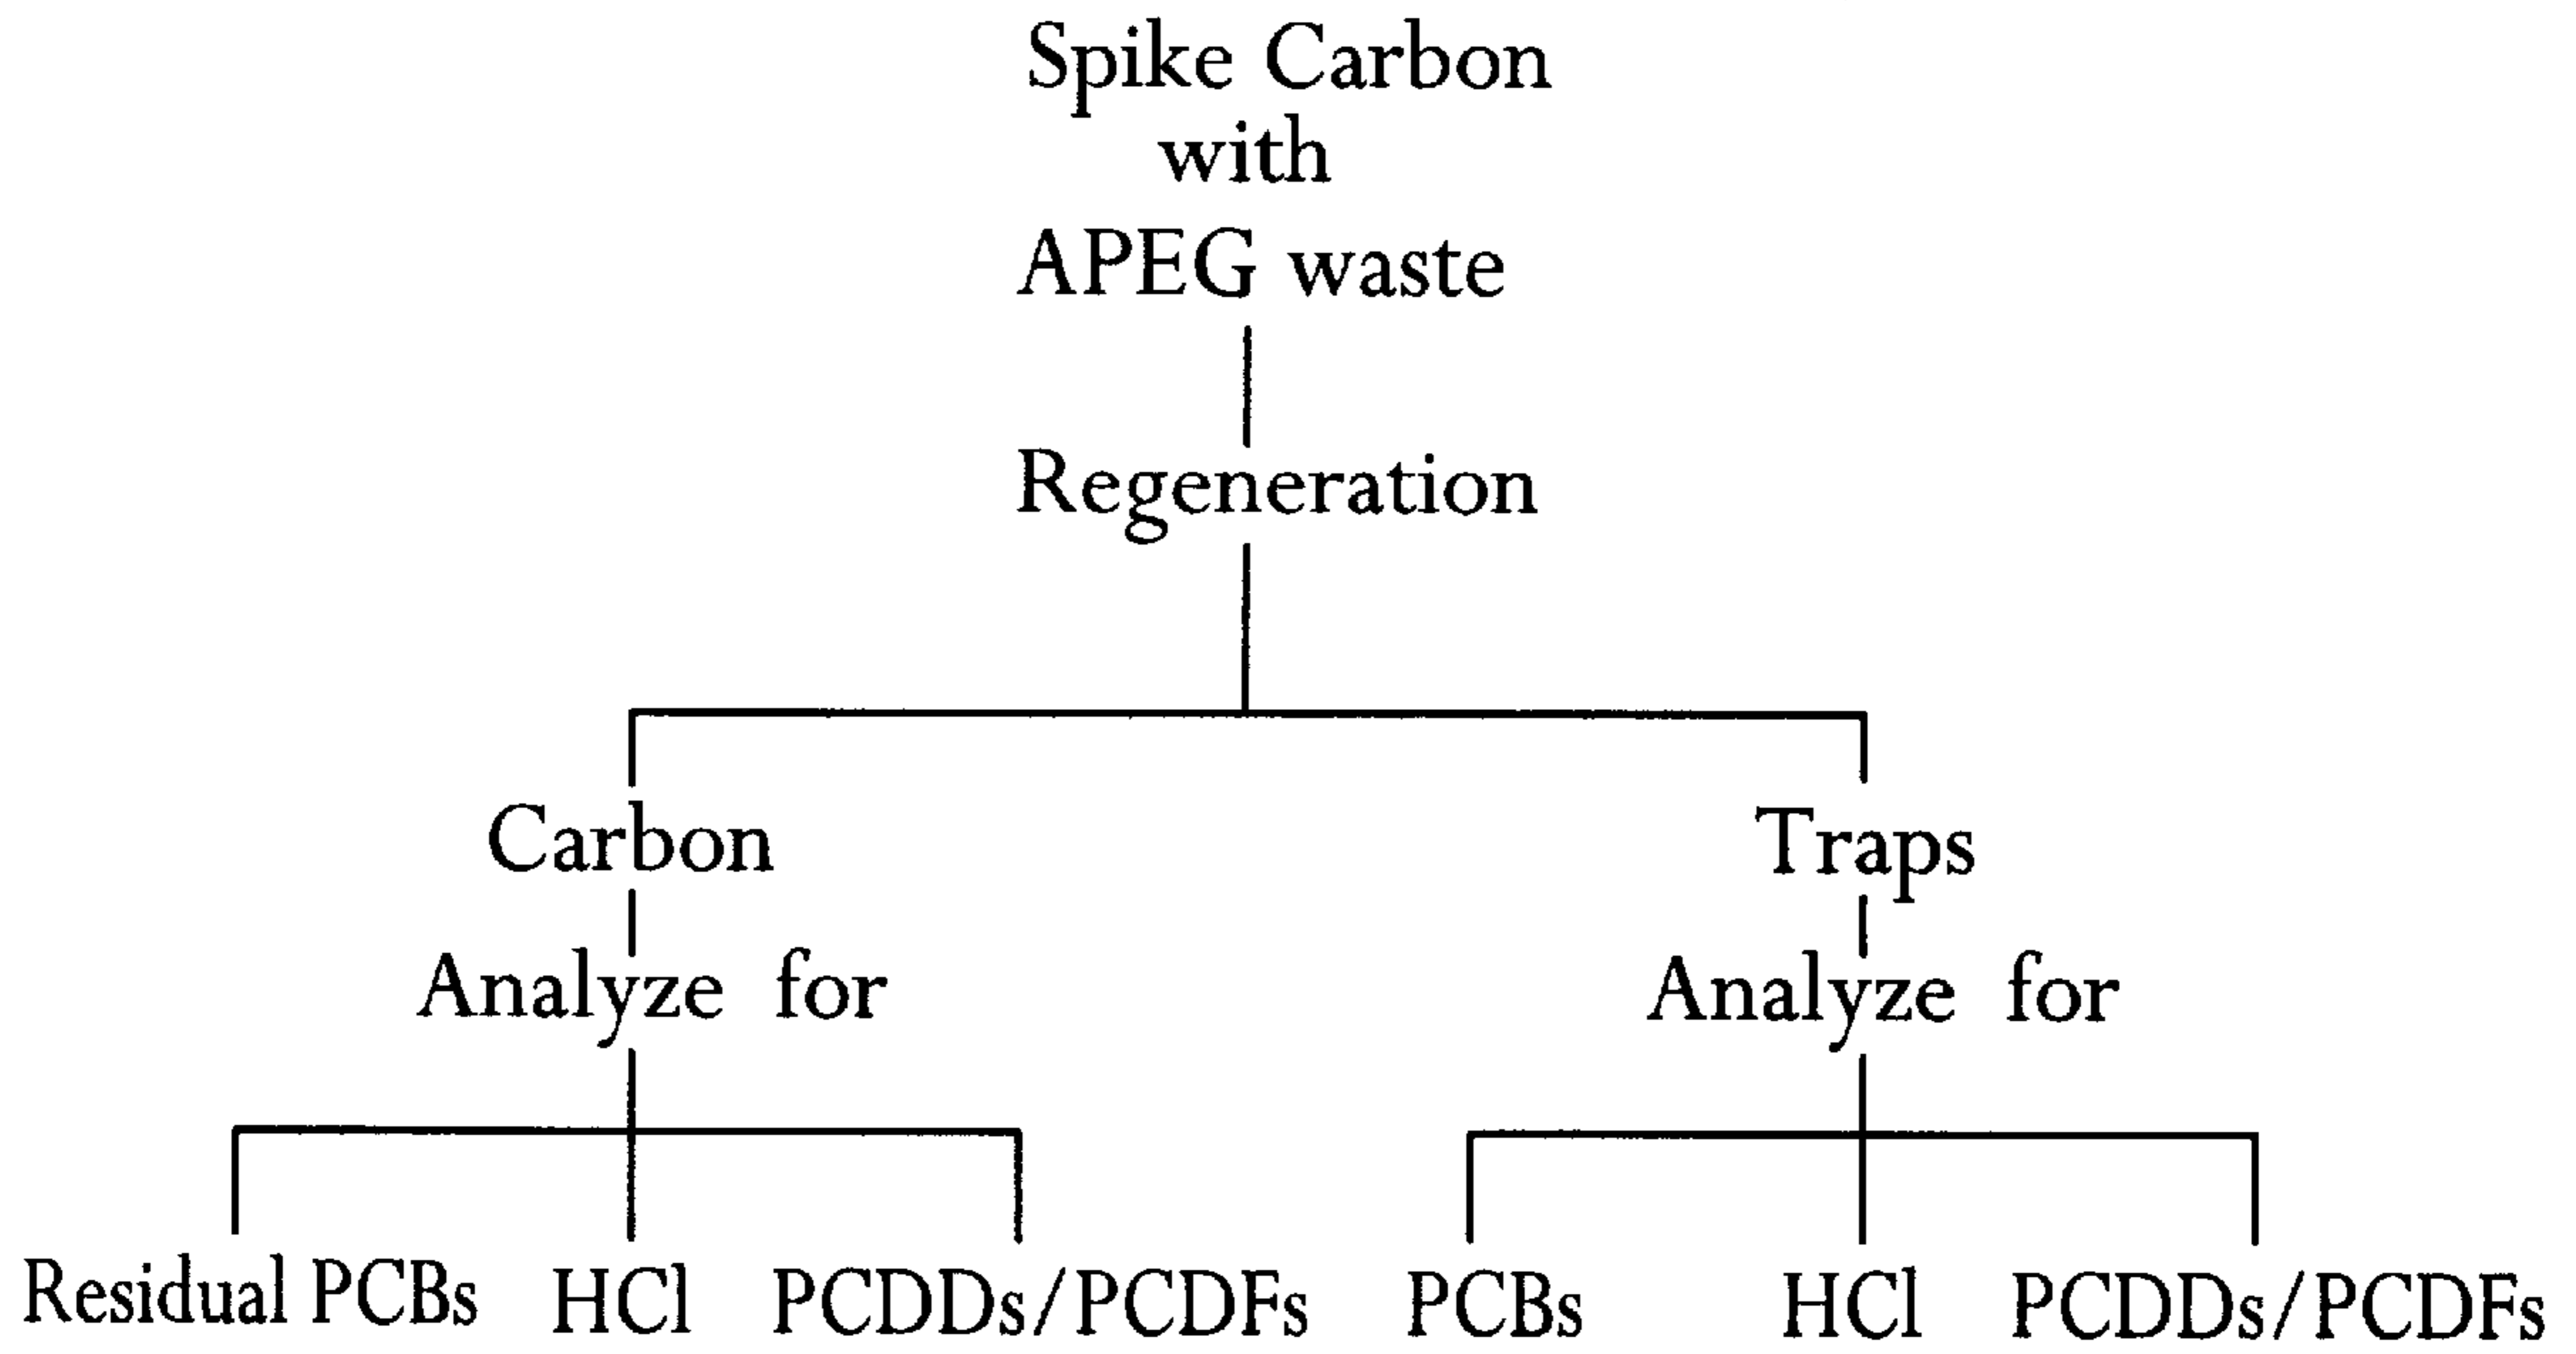 Spike Carbon
with
APEG waste
Regeneration
Carbon
Traps
Analyze for
Analyze for
Residual PCBs
HCl
PCDDs/PCDFs
PCBs
HCl
PCDDs/PCDFs